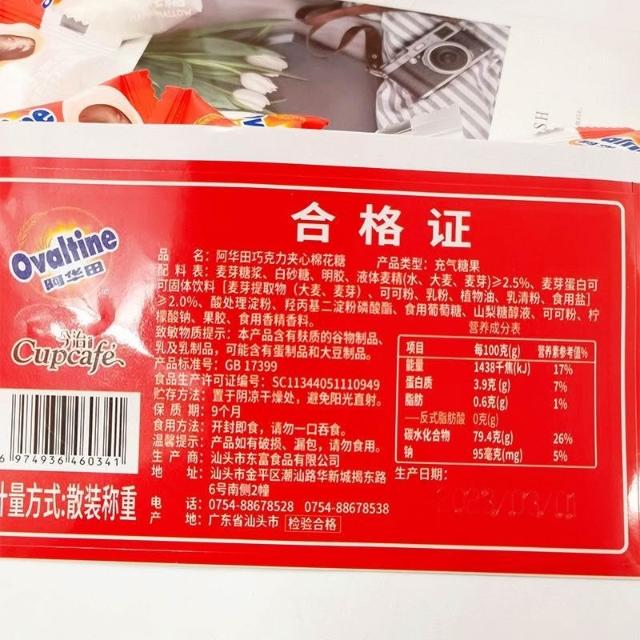 合格证
Ovaltine
阿华田
今治
Cupcafé
品 名：阿华田巧克力夹心棉花糖 产品类型：充气糖果
配 料 表：麦芽糖浆、白砂糖、明胶、液体麦精(水、大麦、麦芽)≥2.5%、麦芽蛋白可
可固体饮料［麦芽提取物（大麦、麦芽）、可可粉、乳粉、植物油、乳清粉、食用盐］
≥2.0%、酸处理淀粉、羟丙基二淀粉磷酸酯、食用葡萄糖、山梨糖醇液、可可粉、柠
檬酸钠、果胶、食用香精香料。
致敏物质提示：本产品含有麸质的谷物制品、
乳及乳制品，可能含有蛋制品和大豆制品。
产品标准号：GB 17399
食品生产许可证编号：SC11344051110949
贮存方法：置于阴凉干燥处，避免阳光直射。
保 质 期：9个月
食用方法：开封即食，请勿一口吞食。
温馨提示：产品如有破损、漏包，请勿食用。
生 产 商：汕头市东富食品有限公司
地 址：汕头市金平区潮汕路华新城揭东路
6号南侧2幢
电 话：0754-88678528 0754-88678538
产 地：广东省汕头市 检验合格
营养成分表
项目 每100克(g) 营养素参考值%
能量 1438千焦(kJ) 17%
蛋白质 3.9克(g) 7%
脂肪 0.6克(g) 1%
——反式脂肪酸 0克(g)
碳水化合物 79.4克(g) 26%
钠 95毫克(mg) 5%
生产日期：
2023/03/01
6 974936 460341
计量方式:散装称重